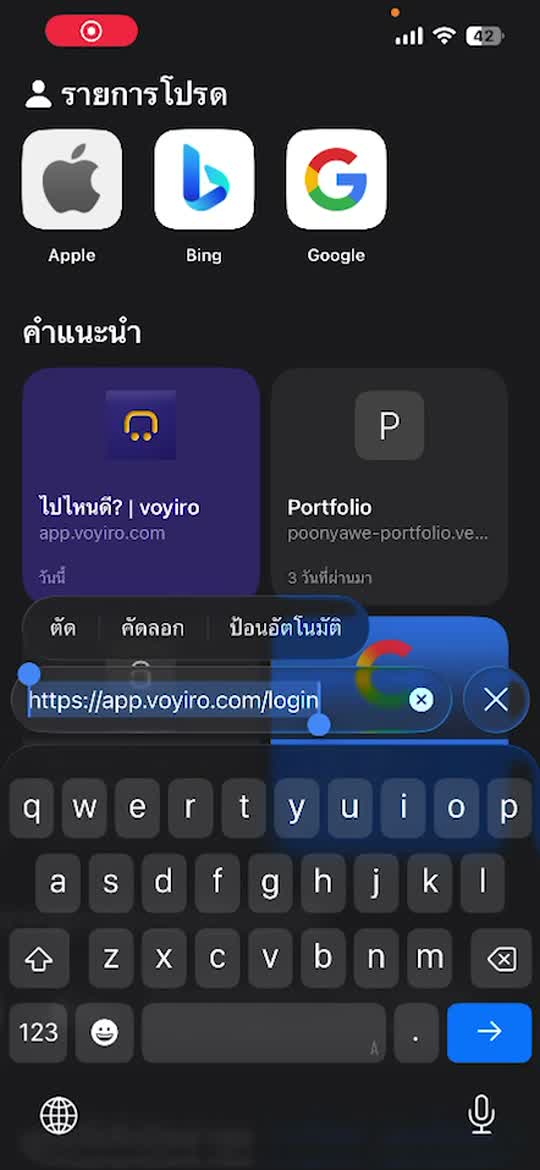 42
รายการโปรด
Apple
Bing
Google
คำแนะนำ
P
ไปไหนดี? | voyiro
app.voyiro.com
วันนี้
Portfolio
poonyawe-portfolio.ve...
3 วันที่ผ่านมา
ตัด
คัดลอก
ป้อนอัตโนมัติ
https://app.voyiro.com/login
q w e r t y u i o p
a s d f g h j k l
z x c v b n m
123
A
.